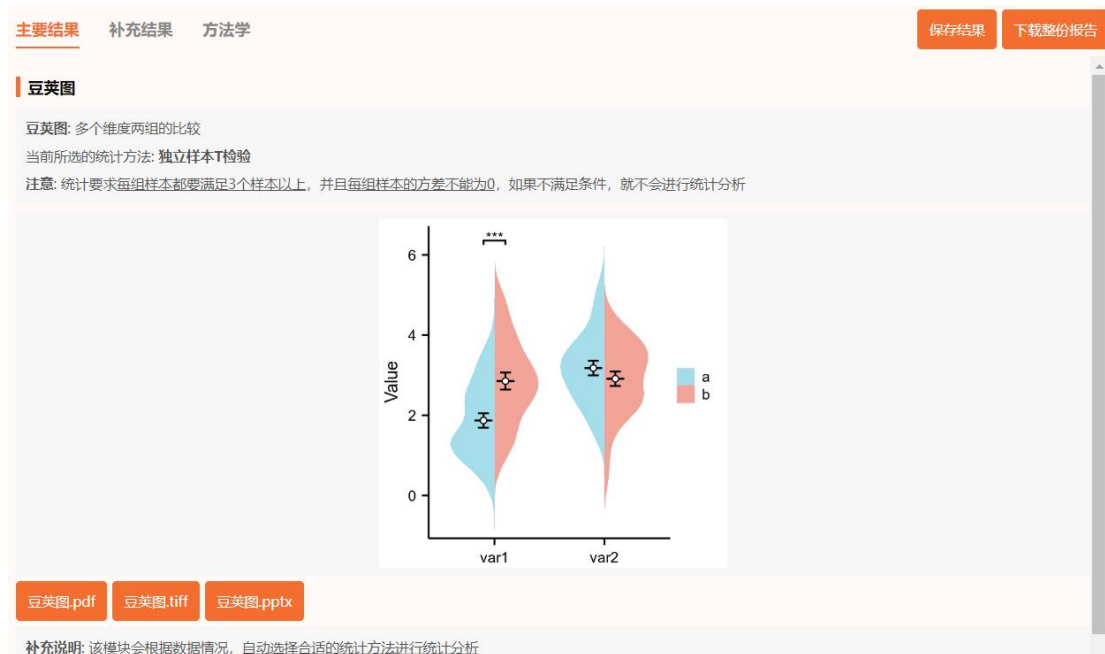 主要结果 补充结果 方法学 保存结果 下载整份报告
豆荚图
豆荚图: 多个维度两组的比较
当前所选的统计方法: 独立样本T检验
注意: 统计要求每组样本都要满足3个样本以上，并且每组样本的方差不能为0，如果不满足条件，就不会进行统计分析
***
6
4
2
0
Value
var1 var2
a
b
豆荚图.pdf 豆荚图.tiff 豆荚图.pptx
补充说明: 该模块会根据数据情况，自动选择合适的统计方法进行统计分析